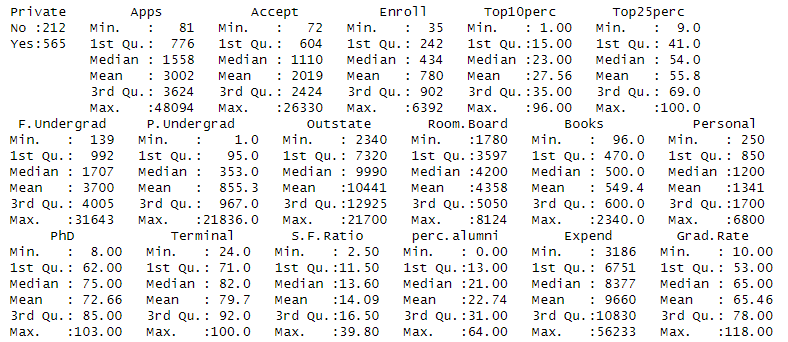 Private Apps Accept Enroll Top10perc Top25perc
No :212 Min. : 81 Min. : 72 Min. : 35 Min. : 1.00 Min. : 9.0
Yes:565 1st Qu.: 776 1st Qu.: 604 1st Qu.: 242 1st Qu.:15.00 1st Qu.: 41.0
Median : 1558 Median : 1110 Median : 434 Median :23.00 Median : 54.0
Mean : 3002 Mean : 2019 Mean : 780 Mean :27.56 Mean : 55.8
3rd Qu.: 3624 3rd Qu.: 2424 3rd Qu.: 902 3rd Qu.:35.00 3rd Qu.: 69.0
Max. :48094 Max. :26330 Max. :6392 Max. :96.00 Max. :100.0
F.Undergrad P.Undergrad Outstate Room.Board Books Personal
Min. : 139 Min. : 1.0 Min. : 2340 Min. :1780 Min. : 96.0 Min. : 250
1st Qu.: 992 1st Qu.: 95.0 1st Qu.: 7320 1st Qu.:3597 1st Qu.: 470.0 1st Qu.: 850
Median : 1707 Median : 353.0 Median : 9990 Median :4200 Median : 500.0 Median :1200
Mean : 3700 Mean : 855.3 Mean :10441 Mean :4358 Mean : 549.4 Mean :1341
3rd Qu.: 4005 3rd Qu.: 967.0 3rd Qu.:12925 3rd Qu.:5050 3rd Qu.: 600.0 3rd Qu.:1700
Max. :31643 Max. :21836.0 Max. :21700 Max. :8124 Max. :2340.0 Max. :6800
PhD Terminal S.F.Ratio perc.alumni Expend Grad.Rate
Min. : 8.00 Min. : 24.0 Min. : 2.50 Min. : 0.00 Min. : 3186 Min. : 10.00
1st Qu.: 62.00 1st Qu.: 71.0 1st Qu.:11.50 1st Qu.:13.00 1st Qu.: 6751 1st Qu.: 53.00
Median : 75.00 Median : 82.0 Median :13.60 Median :21.00 Median : 8377 Median : 65.00
Mean : 72.66 Mean : 79.7 Mean :14.09 Mean :22.74 Mean : 9660 Mean : 65.46
3rd Qu.: 85.00 3rd Qu.: 92.0 3rd Qu.:16.50 3rd Qu.:31.00 3rd Qu.:10830 3rd Qu.: 78.00
Max. :103.00 Max. :100.0 Max. :39.80 Max. :64.00 Max. :56233 Max. :118.00